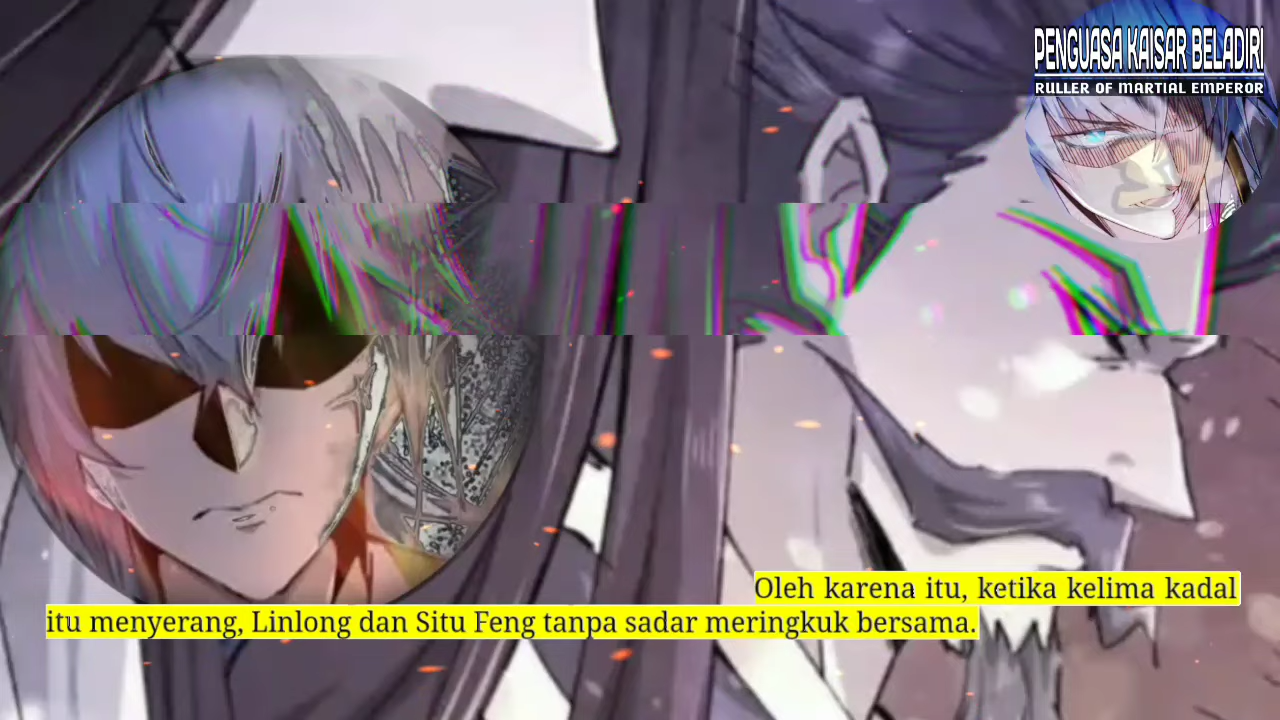 PENGUASA KAISAR BELADIRI
RULLER OF MARTIAL EMPEROR
Oleh karena itu, ketika kelima kadal
itu menyerang, Linlong dan Situ Feng tanpa sadar meringkuk bersama.